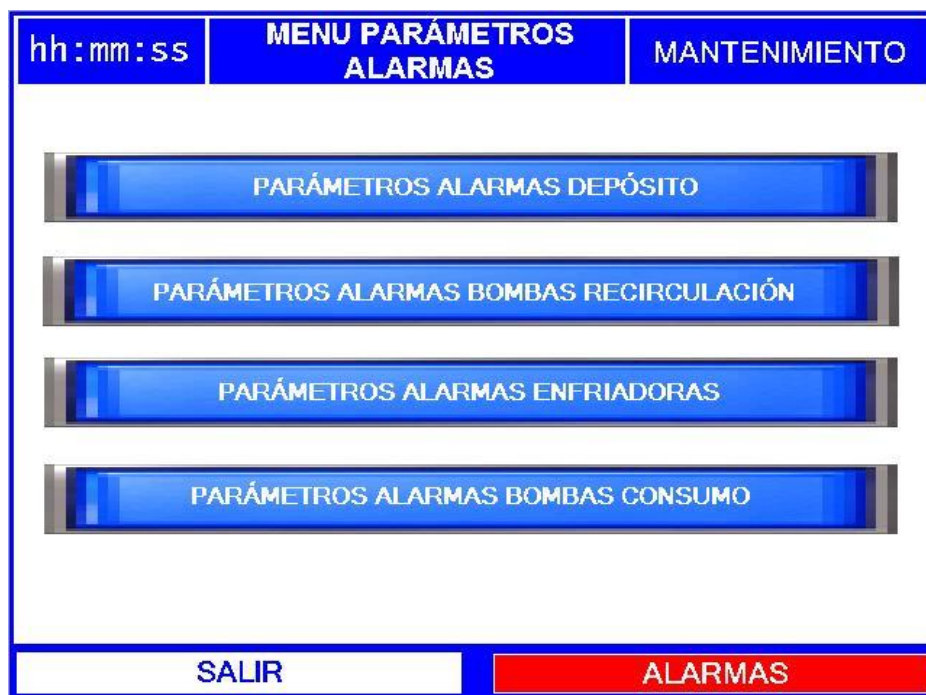 hh:mm:ss
MENU PARÁMETROS
ALARMAS
MANTENIMIENTO
PARÁMETROS ALARMAS DEPÓSITO
PARÁMETROS ALARMAS BOMBAS RECIRCULACIÓN
PARÁMETROS ALARMAS ENFRIADORAS
PARÁMETROS ALARMAS BOMBAS CONSUMO
SALIR
ALARMAS